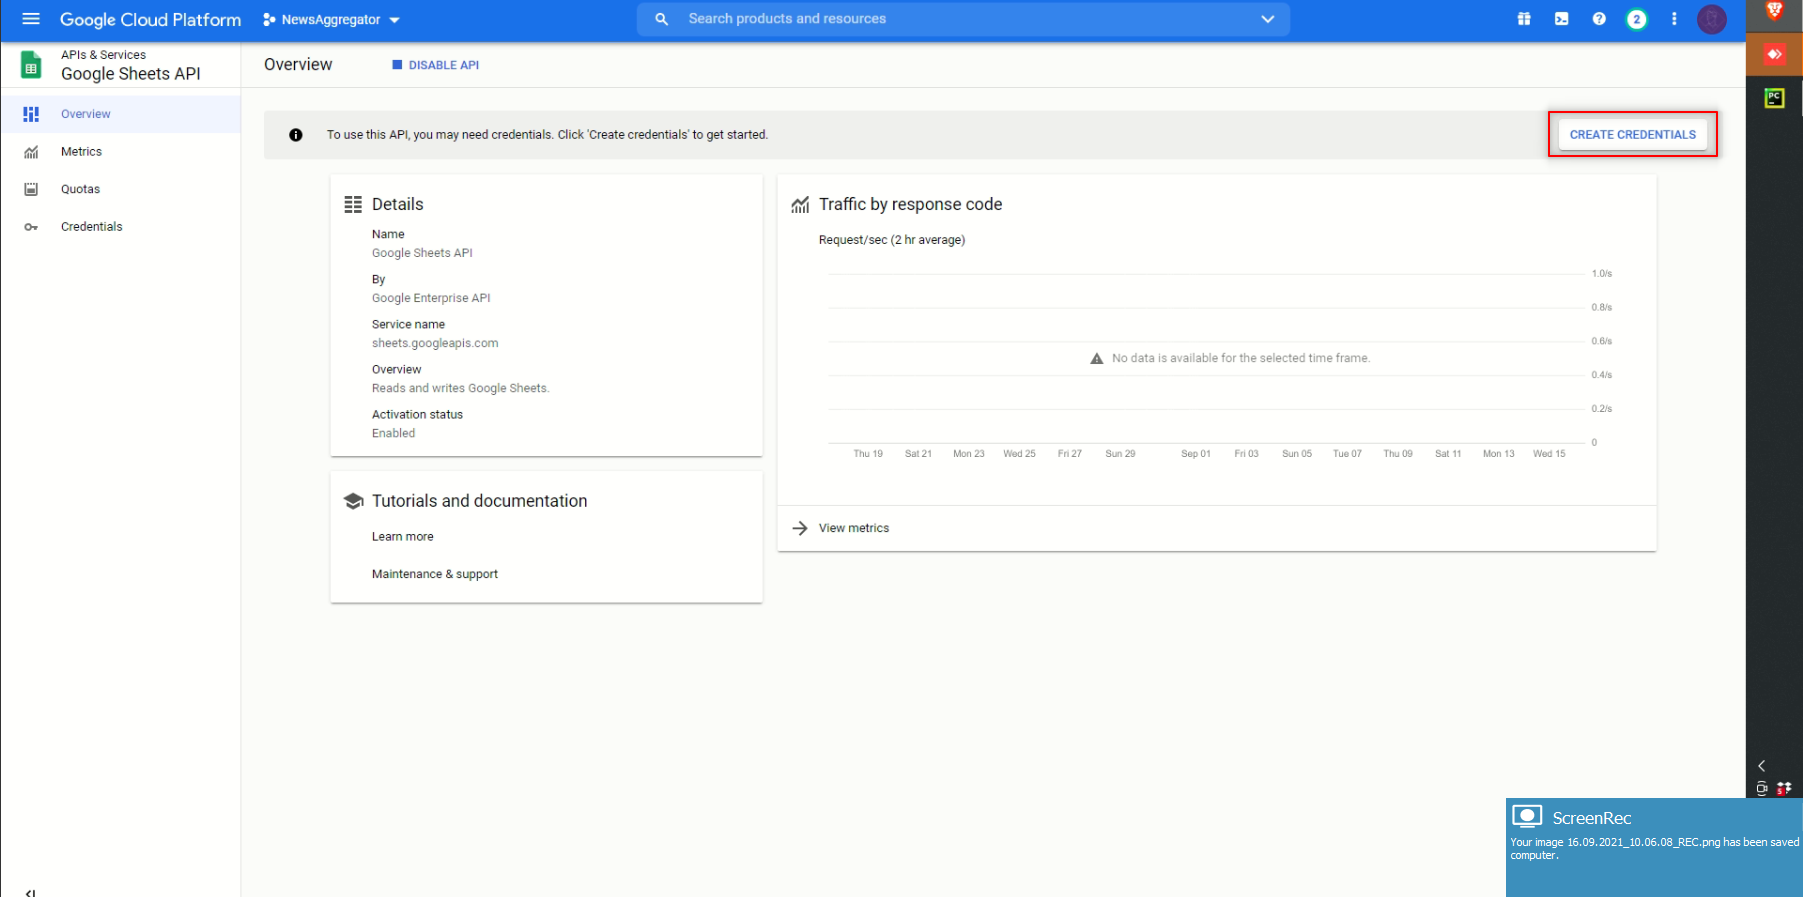 Google Cloud Platform
NewsAggregator
Search products and resources
2
APIs & Services
Google Sheets API
Overview
DISABLE API
Overview
Metrics
Quotas
Credentials
To use this API, you may need credentials. Click 'Create credentials' to get started.
CREATE CREDENTIALS
Details
Name
Google Sheets API
By
Google Enterprise API
Service name
sheets.googleapis.com
Overview
Reads and writes Google Sheets.
Activation status
Enabled
Tutorials and documentation
Learn more
Maintenance & support
Traffic by response code
Request/sec (2 hr average)
1.0/s
0.8/s
0.6/s
No data is available for the selected time frame.
0.4/s
0.2/s
0
Thu 19 Sat 21 Mon 23 Wed 25 Fri 27 Sun 29 Sep 01 Fri 03 Sun 05 Tue 07 Thu 09 Sat 11 Mon 13 Wed 15
View metrics
PC
ScreenRec
Your image 16.09.2021_10.06.08_REC.png has been saved
computer.